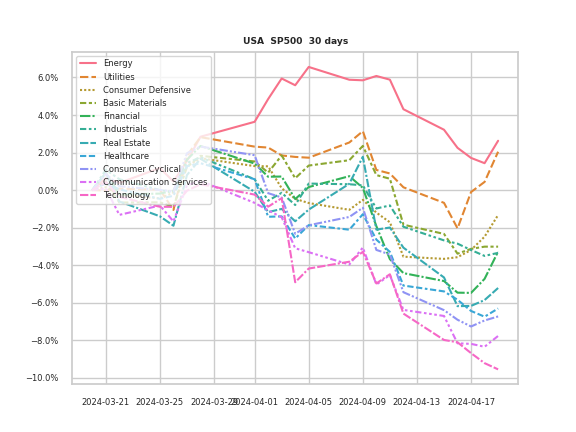 USA SP500 30 days
Energy
Utilities
Consumer Defensive
Basic Materials
Financial
Industrials
Real Estate
Healthcare
Consumer Cyclical
Communication Services
Technology
6.0%
4.0%
2.0%
0.0%
−2.0%
−4.0%
−6.0%
−8.0%
−10.0%
2024-03-21 2024-03-25 2024-03-29 2024-04-01 2024-04-05 2024-04-09 2024-04-13 2024-04-17